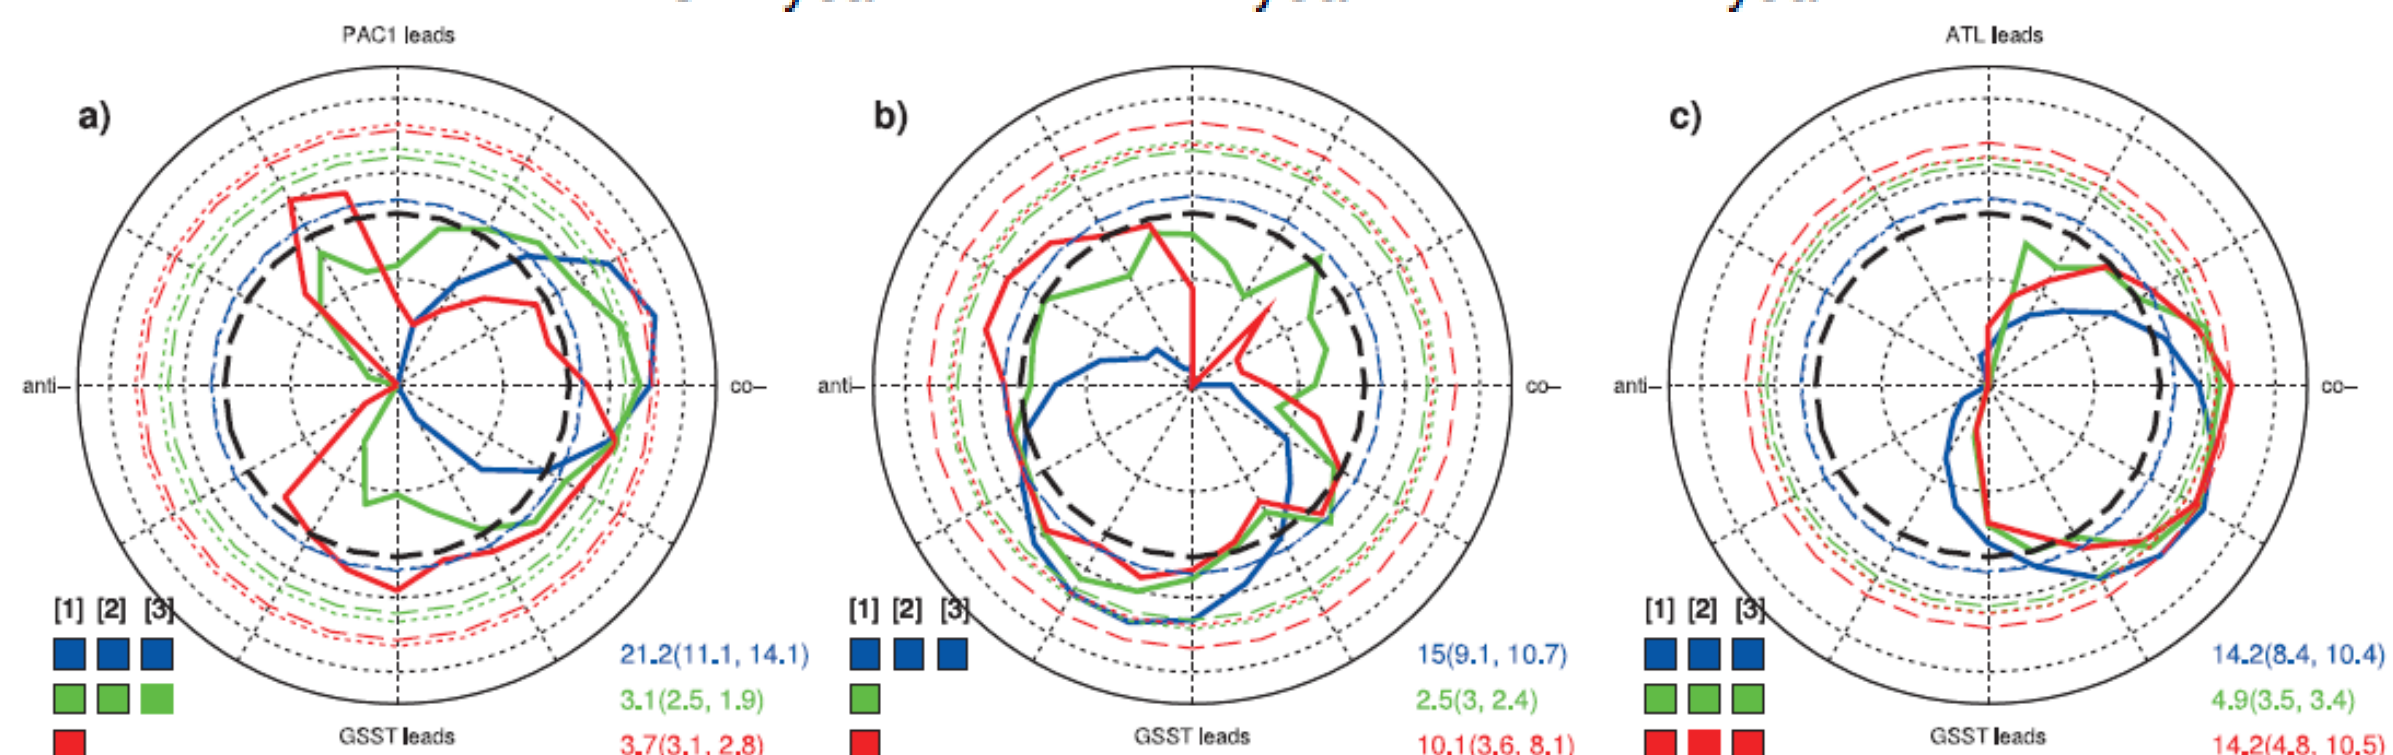 PAC1 leads
ATL leads
a)
b)
c)
anti–
co–
anti–
co–
anti–
co–
[1] [2] [3]
[1] [2] [3]
[1] [2] [3]
21.2(11.1, 14.1)
15(9.1, 10.7)
14.2(8.4, 10.4)
3.1(2.5, 1.9)
2.5(3, 2.4)
4.9(3.5, 3.4)
GSST leads
GSST leads
GSST leads
3.7(3.1, 2.8)
10.1(3.6, 8.1)
14.2(4.8, 10.5)